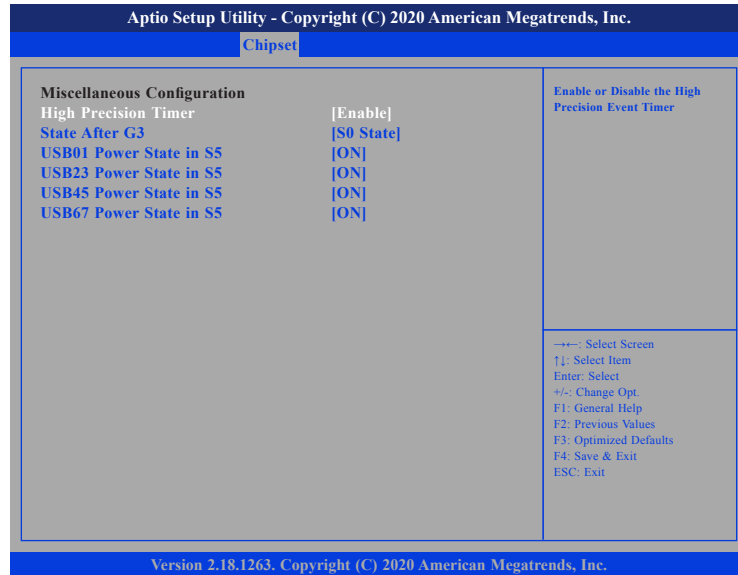 Aptio Setup Utility - Copyright (C) 2020 American Megatrends, Inc.
Chipset
Miscellaneous Configuration
High Precision Timer [Enable]
State After G3 [S0 State]
USB01 Power State in S5 [ON]
USB23 Power State in S5 [ON]
USB45 Power State in S5 [ON]
USB67 Power State in S5 [ON]
Enable or Disable the High
Precision Event Timer
→←: Select Screen
↑↓: Select Item
Enter: Select
+/-: Change Opt.
F1: General Help
F2: Previous Values
F3: Optimized Defaults
F4: Save & Exit
ESC: Exit
Version 2.18.1263. Copyright (C) 2020 American Megatrends, Inc.